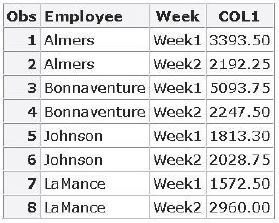 Obs Employee Week COL1
1 Almers Week1 3393.50
2 Almers Week2 2192.25
3 Bonnaventure Week1 5093.75
4 Bonnaventure Week2 2247.50
5 Johnson Week1 1813.30
6 Johnson Week2 2028.75
7 LaMance Week1 1572.50
8 LaMance Week2 2960.00